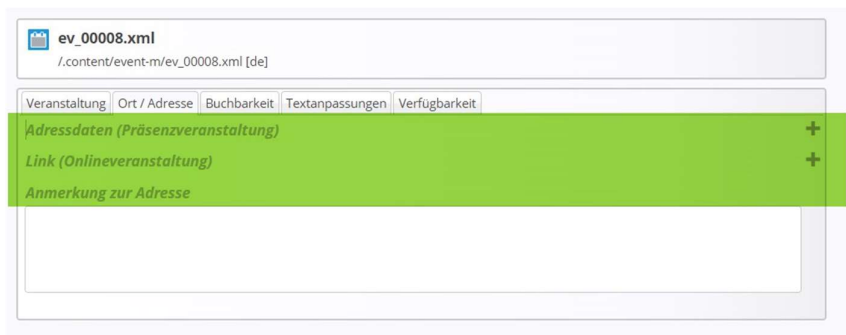 ev_00008.xml
/.content/event-m/ev_00008.xml [de]
Veranstaltung Ort / Adresse Buchbarkeit Textanpassungen Verfügbarkeit
Adressdaten (Präsenzveranstaltung)
Link (Onlineveranstaltung)
Anmerkung zur Adresse